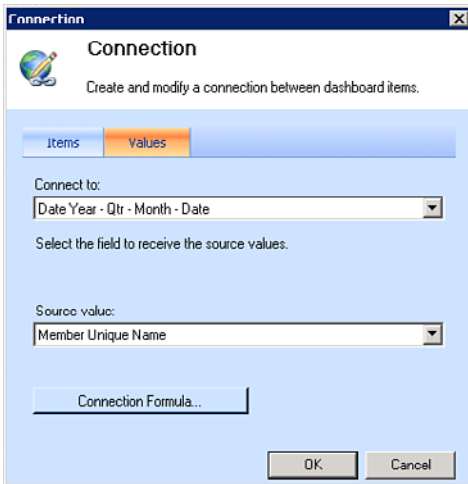 Connection
Connection
Create and modify a connection between dashboard items.
Items Values
Connect to:
Date Year - Qtr - Month - Date
Select the field to receive the source values.
Source value:
Member Unique Name
Connection Formula...
OK Cancel